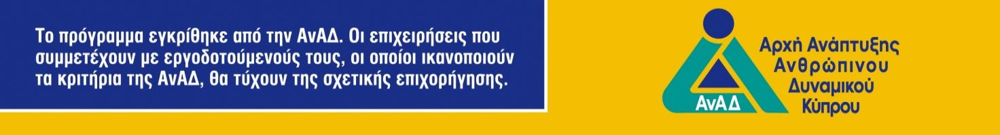 Το πρόγραμμα εγκρίθηκε από την ΑνΑΔ. Οι επιχειρήσεις που
συμμετέχουν με εργοδοτούμενούς τους, οι οποίοι ικανοποιούν
τα κριτήρια της ΑνΑΔ, θα τύχουν της σχετικής επιχορήγησης.
ΑνΑΔ
Αρχή Ανάπτυξης
Ανθρώπινου
Δυναμικού
Κύπρου